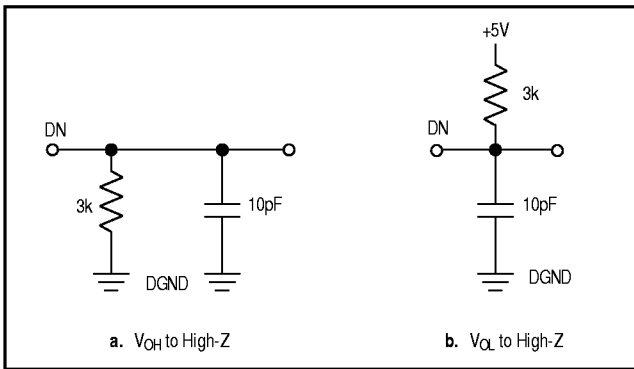 DN
3k
10pF
DGND
a. VOH to High-Z
+5V
3k
DN
10pF
DGND
b. VOL to High-Z